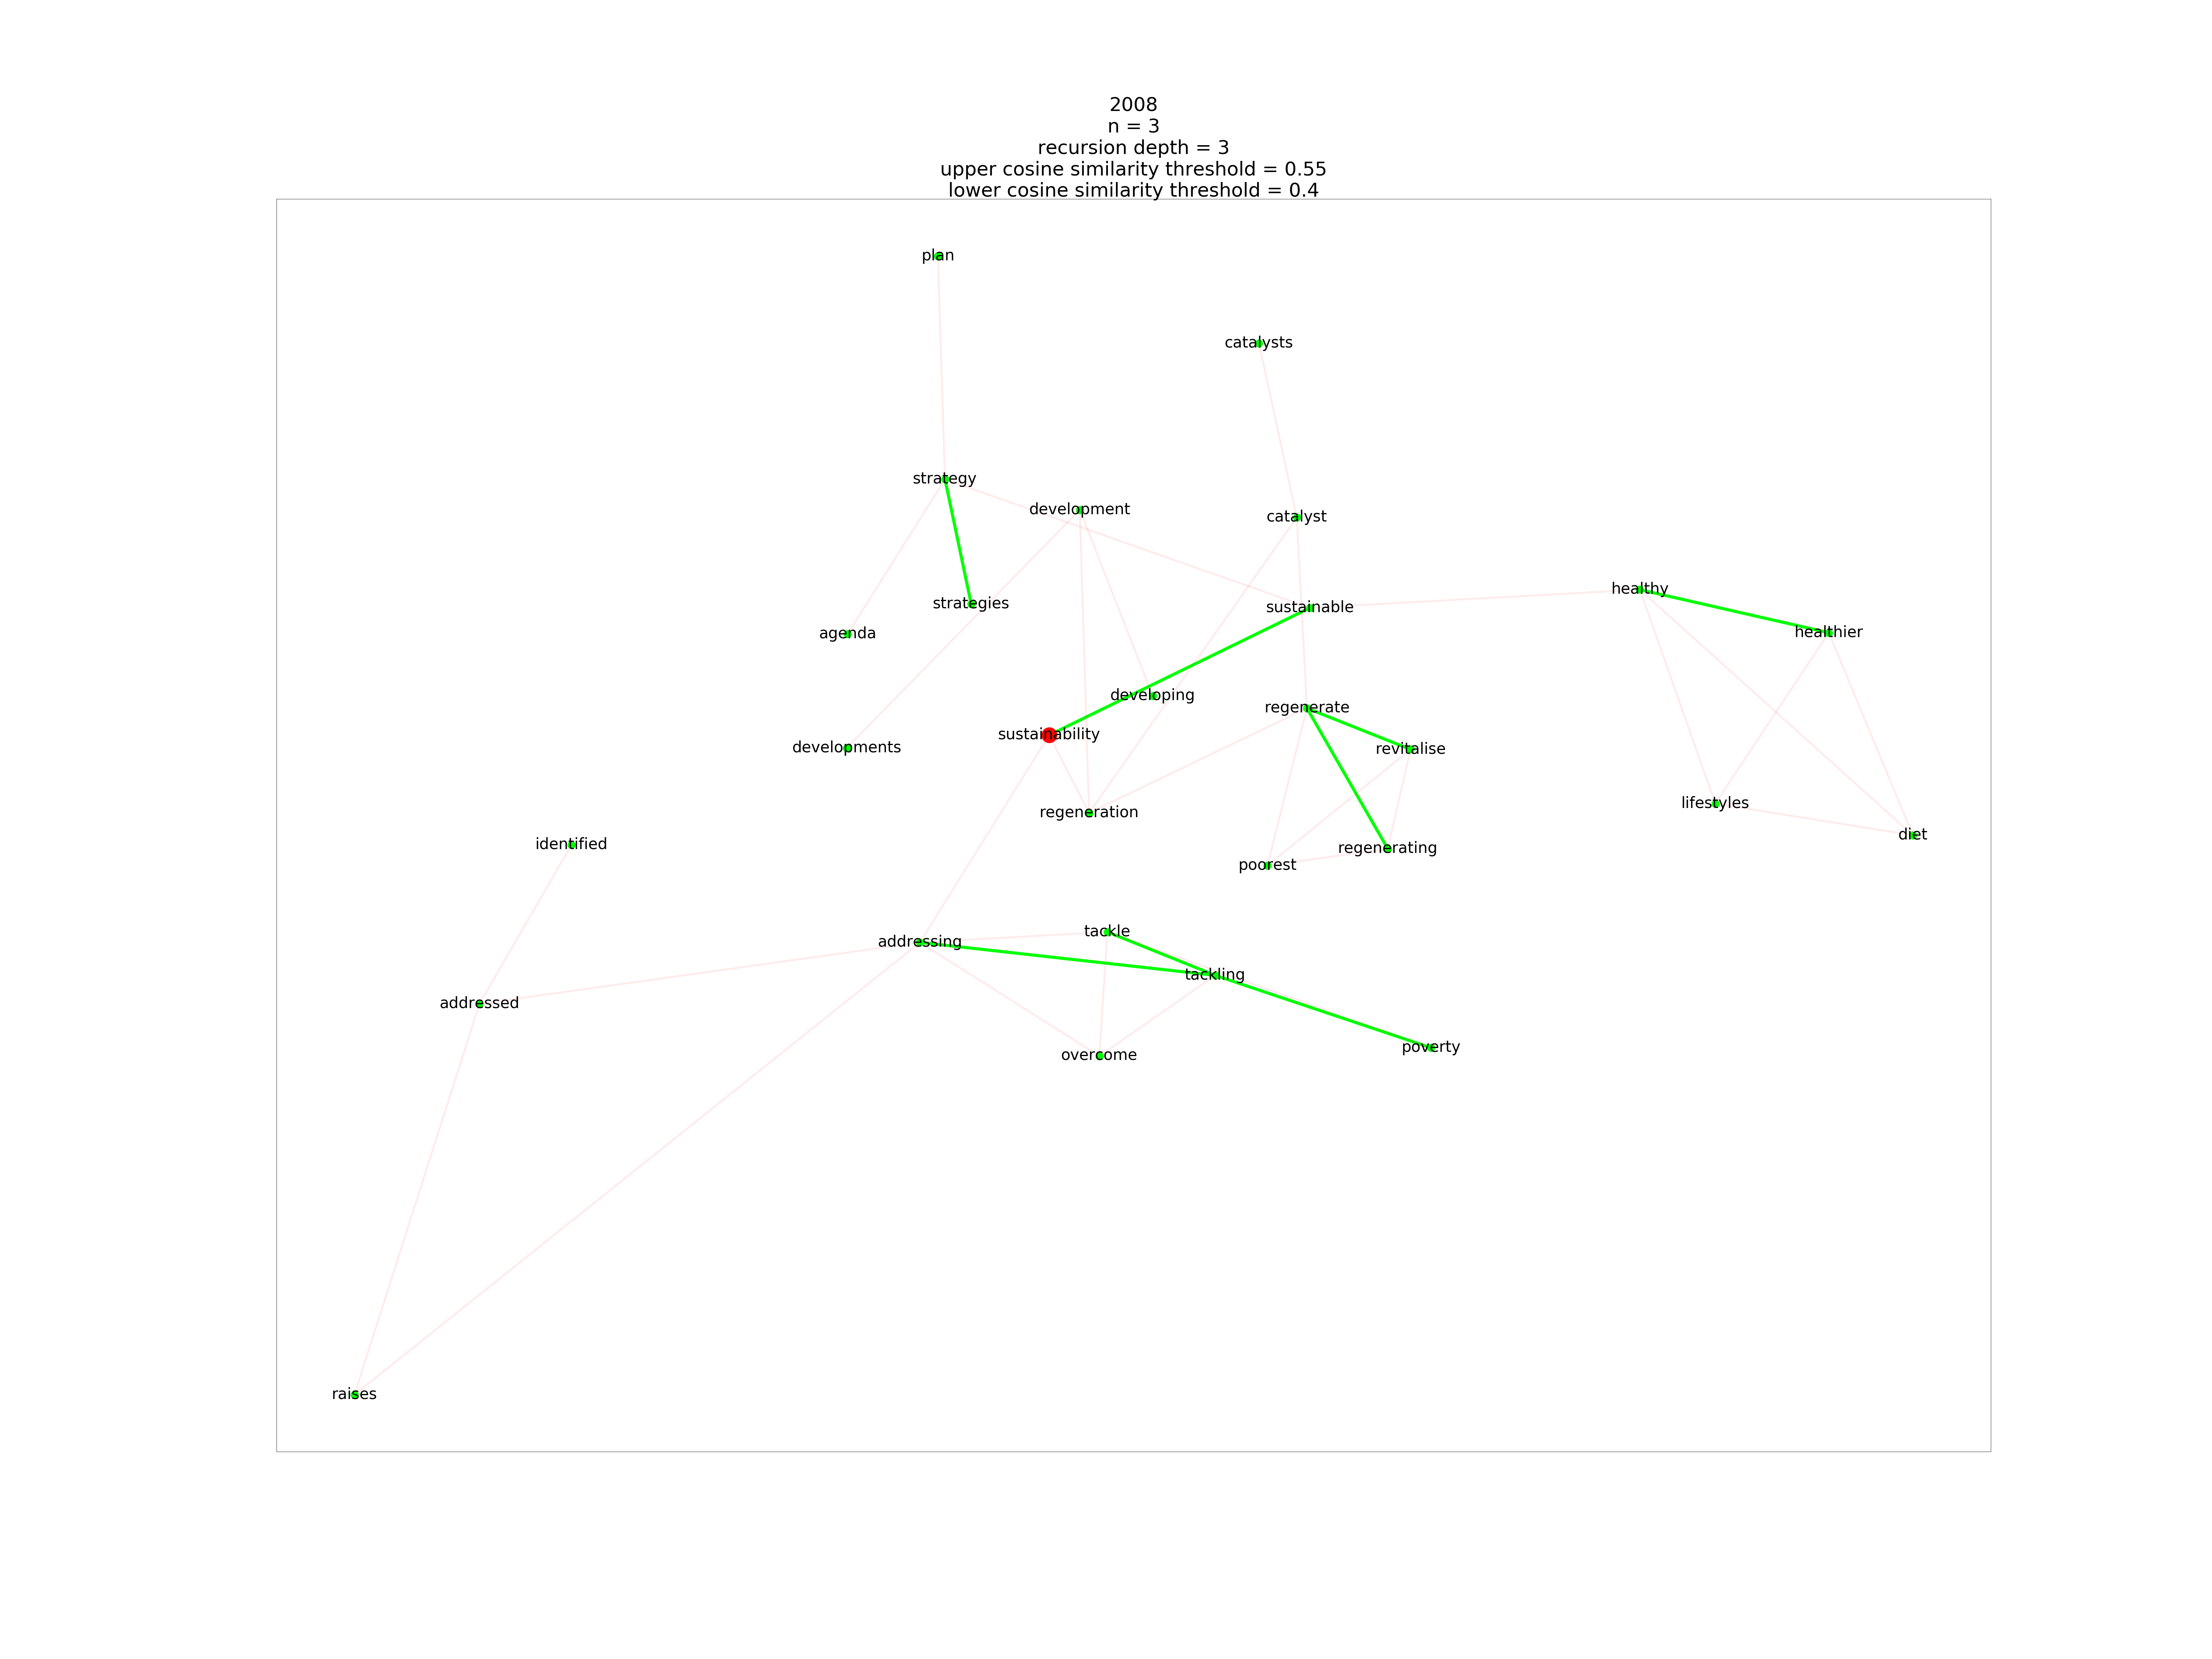 2008
n = 3
recursion depth = 3
upper cosine similarity threshold = 0.55
lower cosine similarity threshold = 0.4
plan
catalysts
strategy
development
catalyst
healthy
strategies
sustainable
agenda
healthier
developing
regenerate
sustainability
developments
revitalise
lifestyles
regeneration
diet
identified
regenerating
poorest
tackle
addressing
tackling
addressed
poverty
overcome
raises